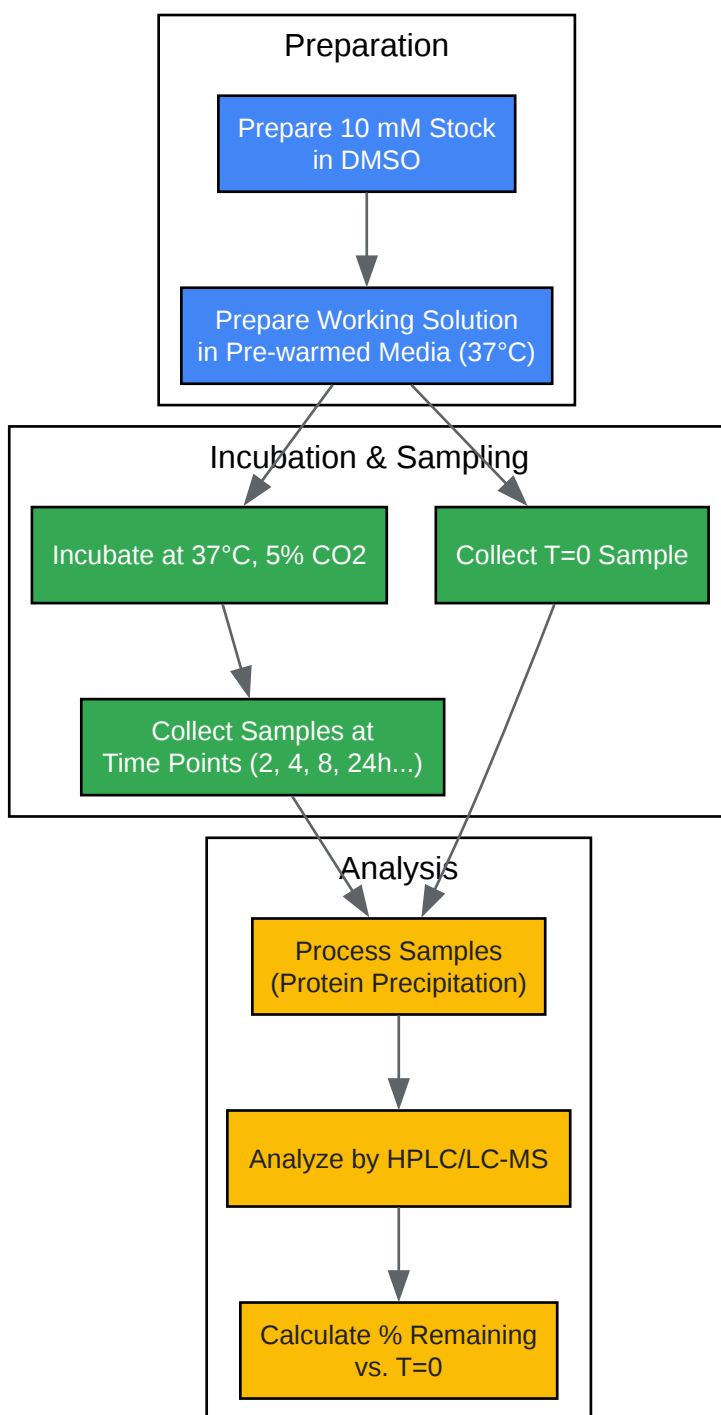 Preparation
Prepare 10 mM Stock
in DMSO
Prepare Working Solution
in Pre-warmed Media (37°C)
Incubation & Sampling
Incubate at 37°C, 5% CO2
Collect T=0 Sample
Collect Samples at
Time Points (2, 4, 8, 24h...)
Analysis
Process Samples
(Protein Precipitation)
Analyze by HPLC/LC-MS
Calculate % Remaining
vs. T=0